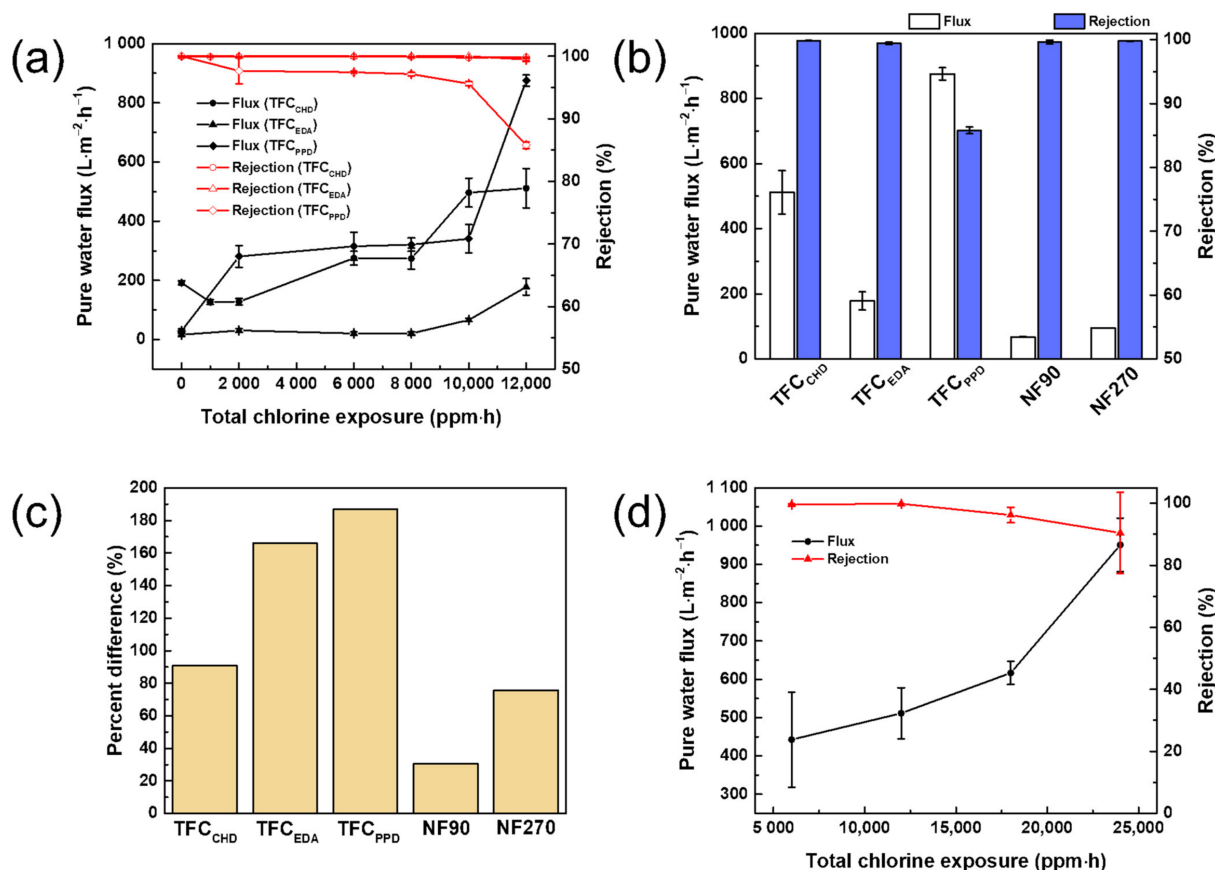 (a)
1 000
800
600
400
200
0
Pure water flux (L·m⁻²·h⁻¹)
Flux (TFC_CHD)
Flux (TFC_EDA)
Flux (TFC_PPD)
Rejection (TFC_CHD)
Rejection (TFC_EDA)
Rejection (TFC_PPD)
100
90
80
70
60
50
Rejection (%)
0 2 000 4 000 6 000 8 000 10,000 12,000
Total chlorine exposure (ppm·h)
(b)
Flux Rejection
1000
800
600
400
200
0
Pure water flux (L·m⁻²·h⁻¹)
100
90
80
70
60
50
Rejection (%)
TFC_CHD TFC_EDA TFC_PPD NF90 NF270
(c)
200
180
160
140
120
100
80
60
40
20
0
Percent difference (%)
TFC_CHD TFC_EDA TFC_PPD NF90 NF270
(d)
1 100
1 000
950
900
800
700
650
600
550
500
450
400
350
300
Pure water flux (L·m⁻²·h⁻¹)
Flux
Rejection
100
80
60
40
20
0
Rejection (%)
5 000 10,000 15,000 20,000 25,000
Total chlorine exposure (ppm·h)